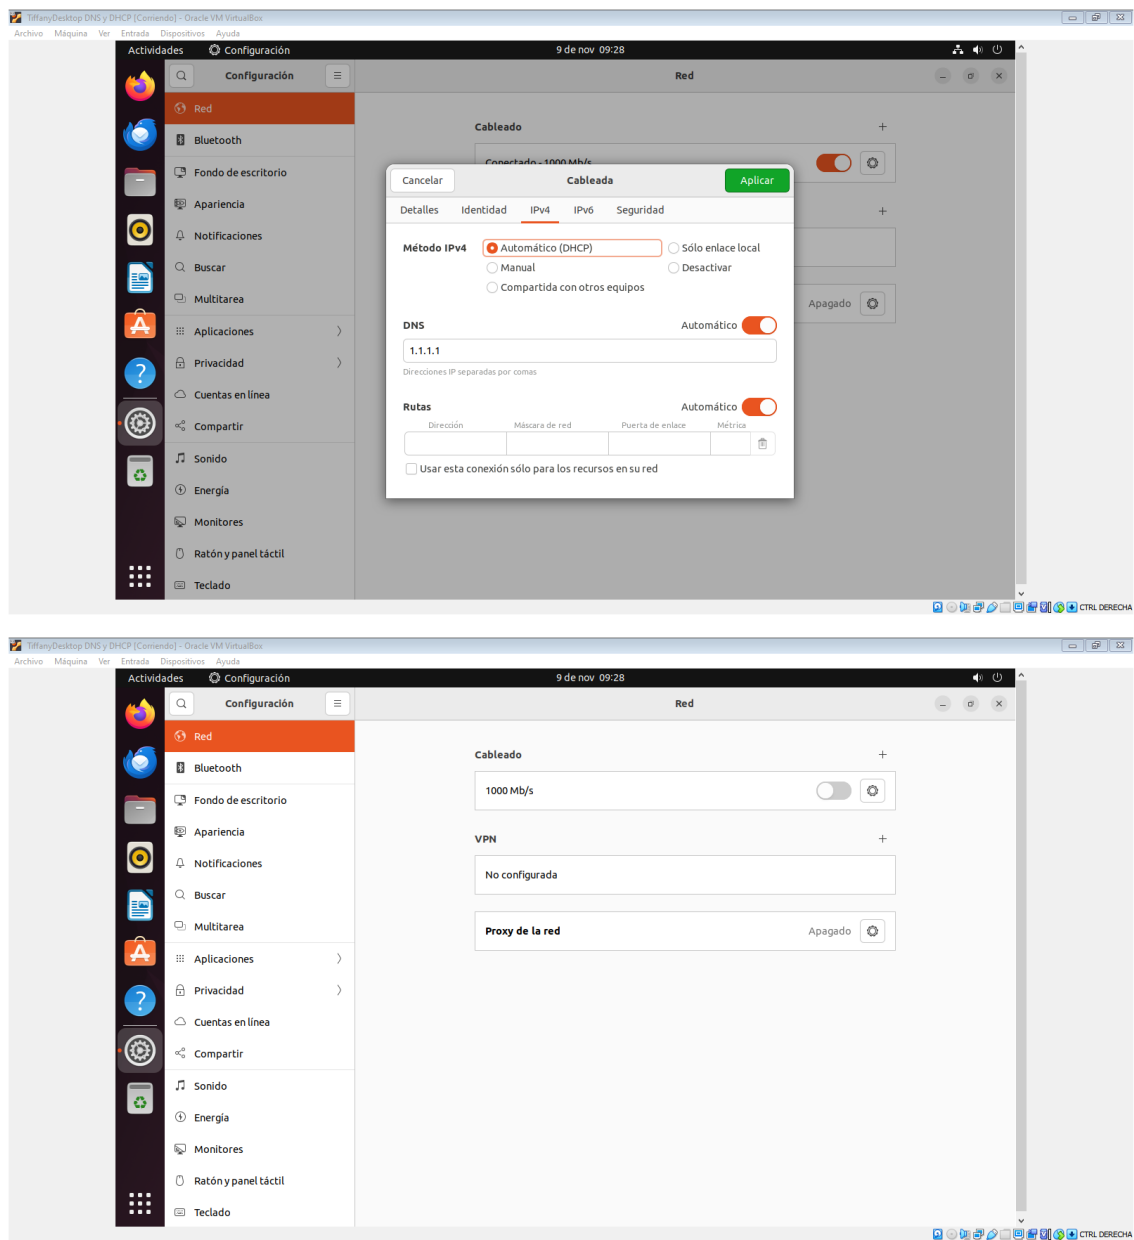 TiffanyDesktop DNS y DHCP [Corriendo] - Oracle VM VirtualBox
Archivo Máquina Ver Entrada Dispositivos Ayuda
Actividades Configuración 9 de nov 09:28
Configuración Red
Red
Bluetooth
Fondo de escritorio
Apariencia
Notificaciones
Buscar
Multitarea
Aplicaciones
Privacidad
Cuentas en línea
Compartir
Sonido
Energía
Monitores
Ratón y panel táctil
Teclado
Cableado
Conectado - 1000 Mb/s
Apagado
Cancelar Cableada Aplicar
Detalles Identidad IPv4 IPv6 Seguridad
Método IPv4 Automático (DHCP) Sólo enlace local
Manual Desactivar
Compartida con otros equipos
DNS Automático
1.1.1.1
Direcciones IP separadas por comas
Rutas Automático
Dirección Máscara de red Puerta de enlace Métrica
Usar esta conexión sólo para los recursos en su red
CTRL DERECHA
TiffanyDesktop DNS y DHCP [Corriendo] - Oracle VM VirtualBox
Archivo Máquina Ver Entrada Dispositivos Ayuda
Actividades Configuración 9 de nov 09:28
Configuración Red
Red
Bluetooth
Fondo de escritorio
Apariencia
Notificaciones
Buscar
Multitarea
Aplicaciones
Privacidad
Cuentas en línea
Compartir
Sonido
Energía
Monitores
Ratón y panel táctil
Teclado
Cableado
1000 Mb/s
VPN
No configurada
Proxy de la red Apagado
CTRL DERECHA